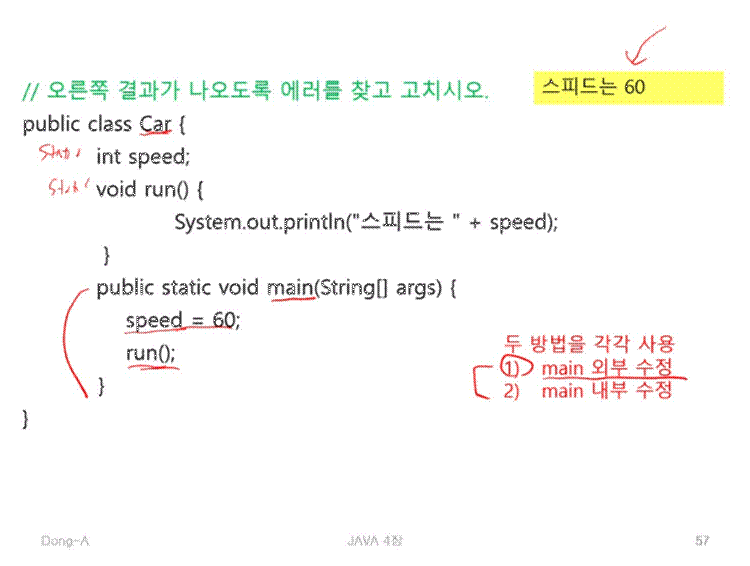 // 오른쪽 결과가 나오도록 에러를 찾고 고치시오.
스피드는 60
public class Car {
int speed;
void run() {
System.out.println("스피드는 " + speed);
}
public static void main(String[] args) {
speed = 60;
run();
}
}
두 방법을 각각 사용
1) main 외부 수정
2) main 내부 수정
Dong-A
JAVA 4장
57